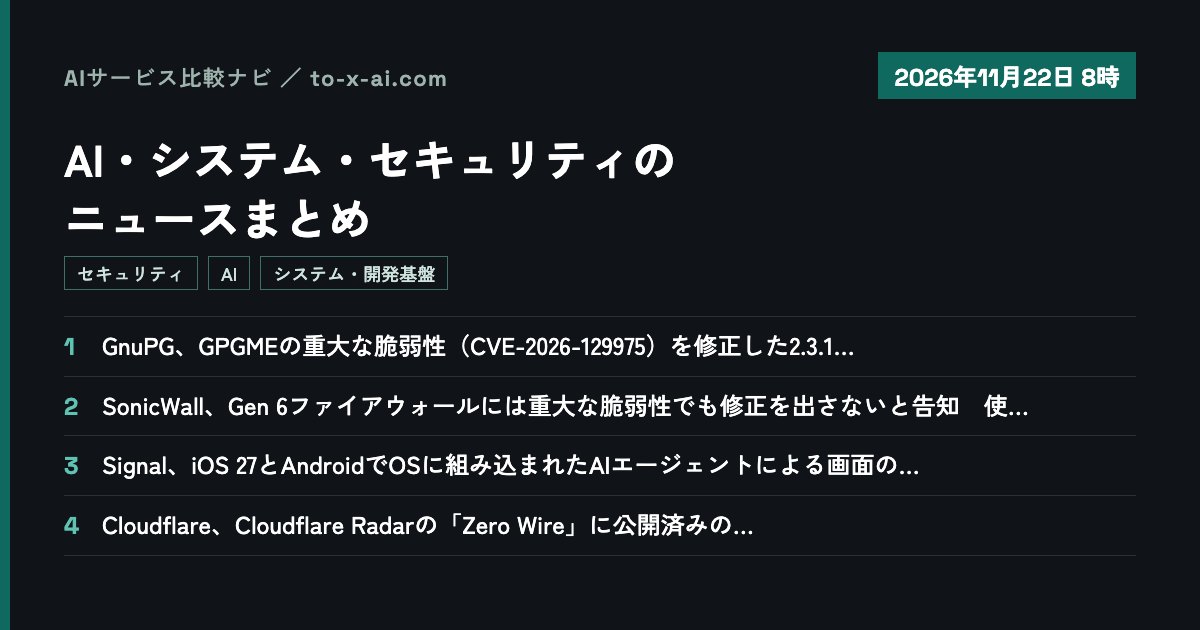 AIサービス比較ナビ ／ to-x-ai.com
2026年11月22日 8時
AI・システム・セキュリティの
ニュースまとめ
セキュリティ
AI
システム・開発基盤
1 GnuPG、GPGMEの重大な脆弱性（CVE-2026-129975）を修正した2.3.1…
2 SonicWall、Gen 6ファイアウォールには重大な脆弱性でも修正を出さないと告知　使…
3 Signal、iOS 27とAndroidでOSに組み込まれたAIエージェントによる画面の…
4 Cloudflare、Cloudflare Radarの「Zero Wire」に公開済みの…